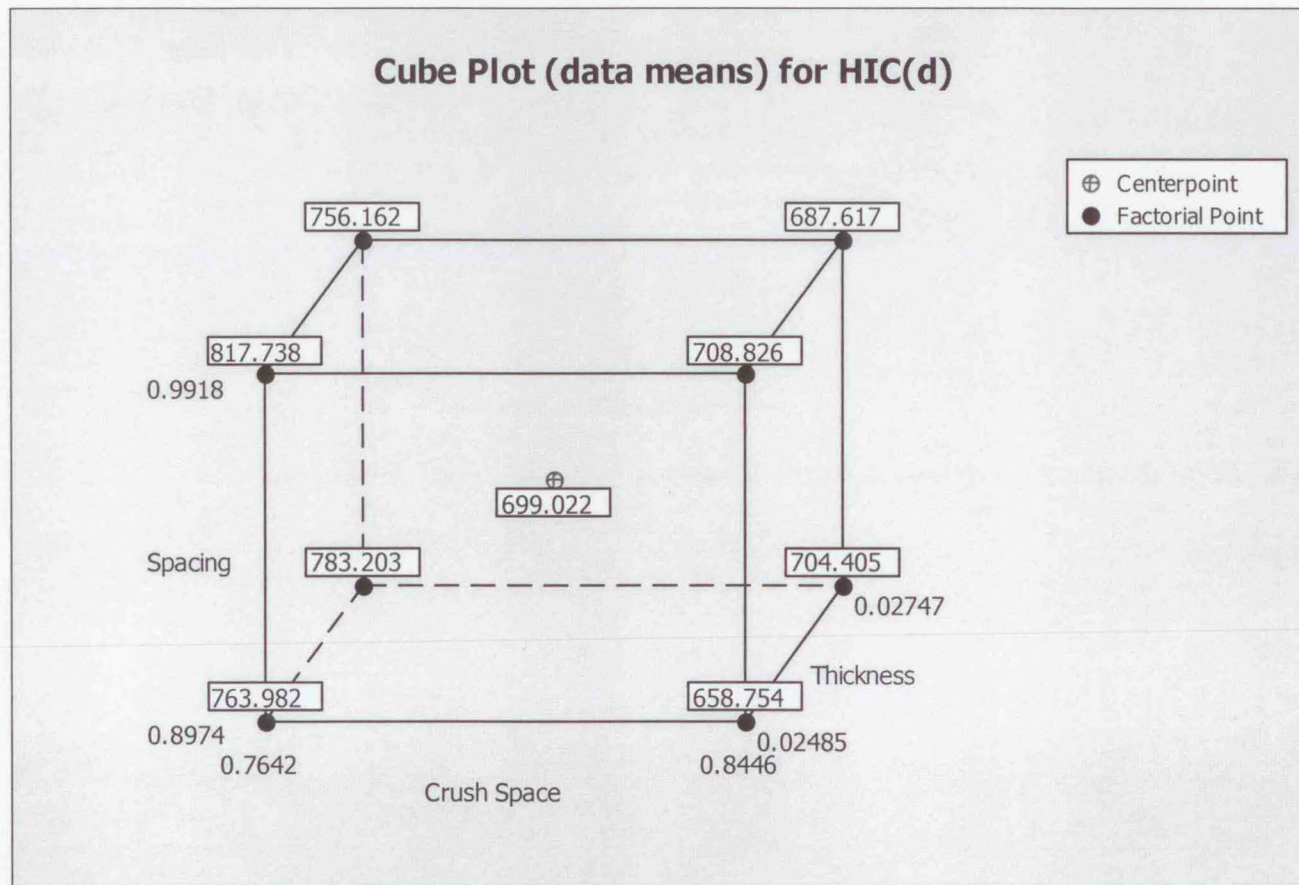 Cube Plot (data means) for HIC(d)
Centerpoint
Factorial Point
756.162
687.617
817.738
708.826
0.9918
699.022
Spacing
783.203
704.405
0.02747
763.982
658.754
Thickness
0.8974
0.02485
0.7642
0.8446
Crush Space